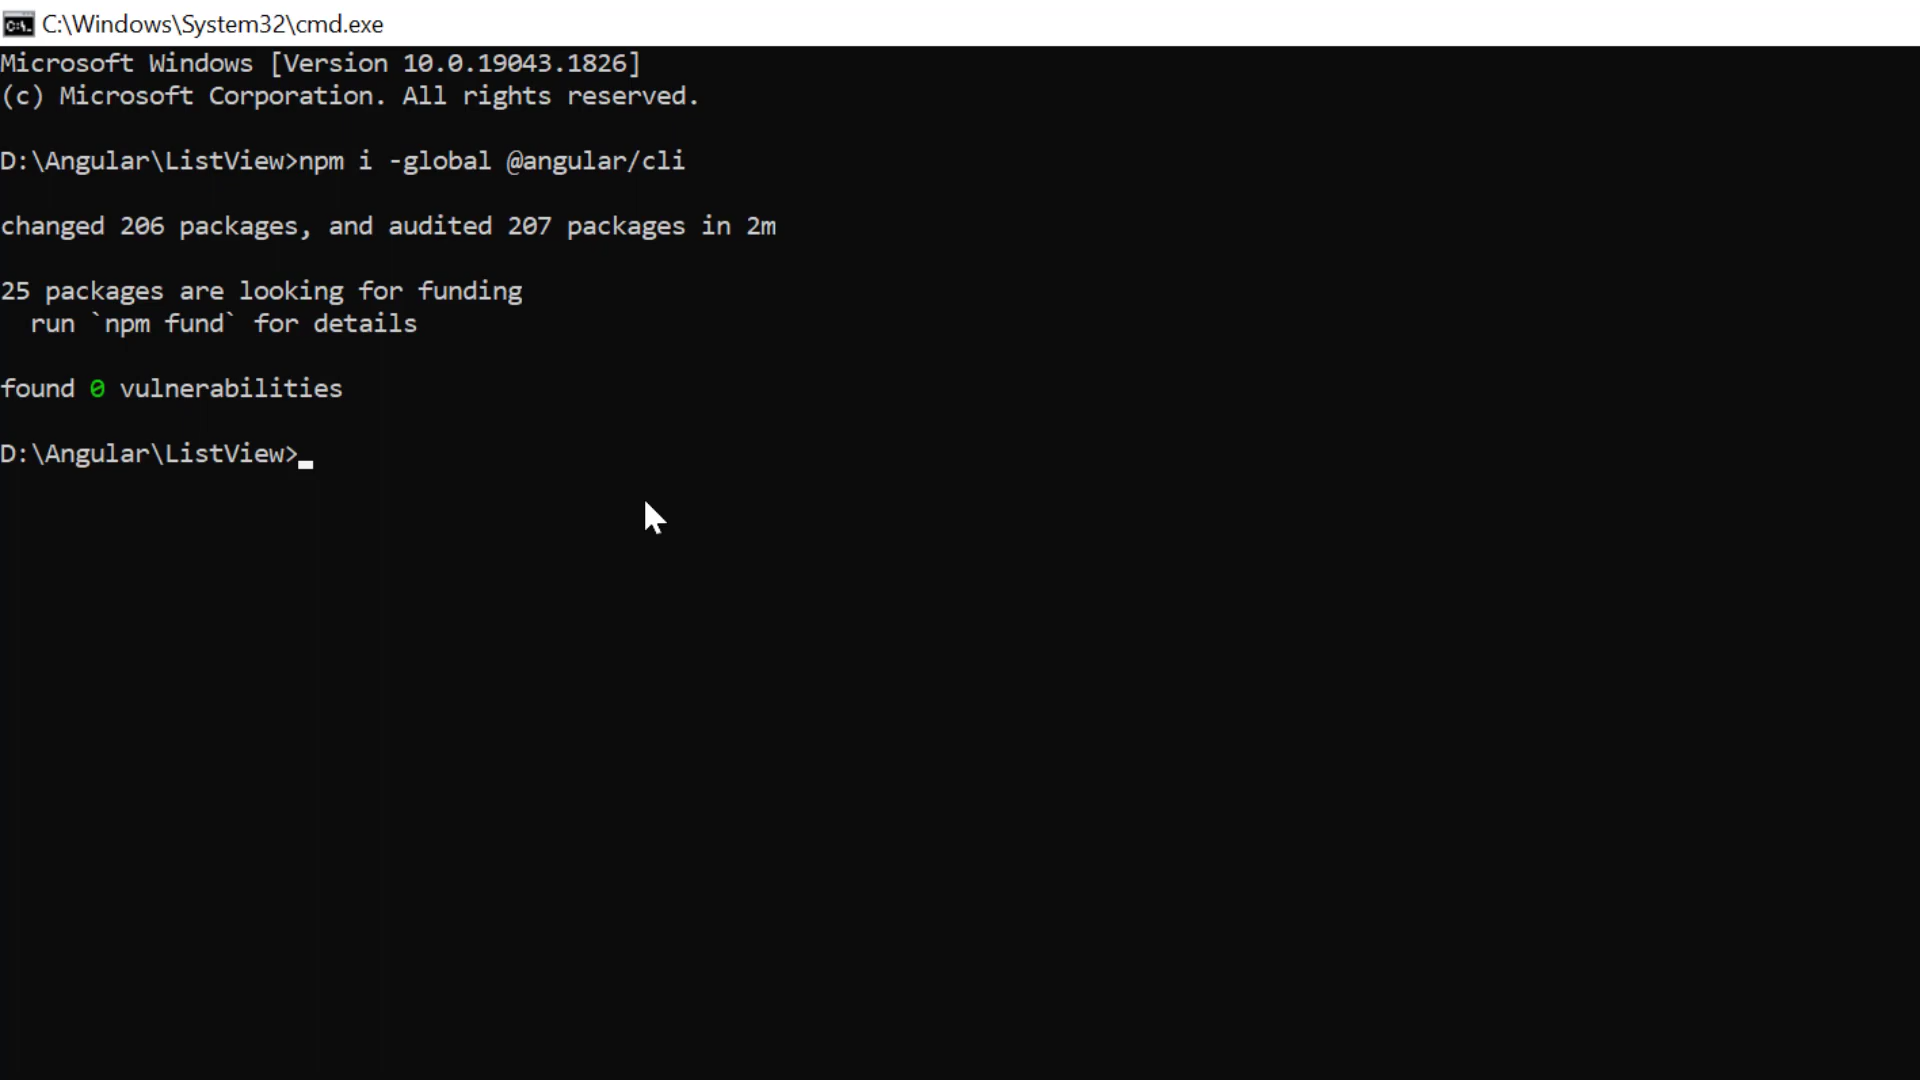 C:\Windows\System32\cmd.exe
Microsoft Windows [Version 10.0.19043.1826]
(c) Microsoft Corporation. All rights reserved.
D:\Angular\ListView>npm i -global @angular/cli
changed 206 packages, and audited 207 packages in 2m
25 packages are looking for funding
  run `npm fund` for details
found 0 vulnerabilities
D:\Angular\ListView>